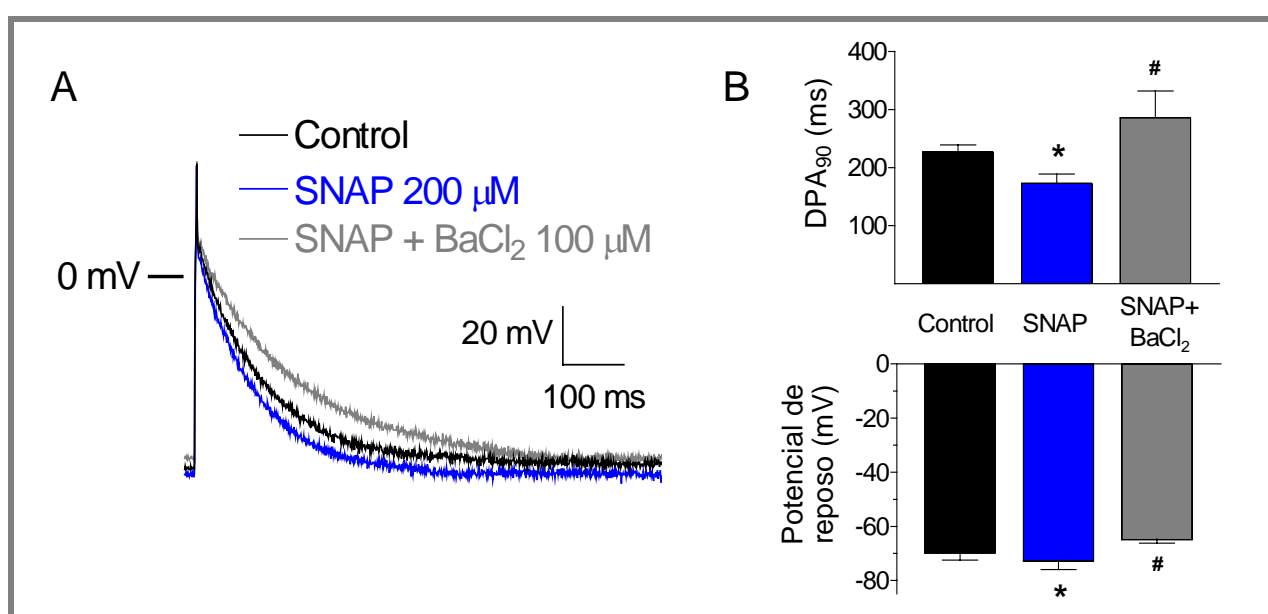 A
Control
SNAP 200 μM
SNAP + BaCl₂ 100 μM
0 mV
20 mV
100 ms
B
DPA₉₀ (ms)
400
300
200
100
*
#
Control
SNAP
SNAP+
BaCl₂
Potencial de
reposo (mV)
0
-20
-40
-60
-80
*
#